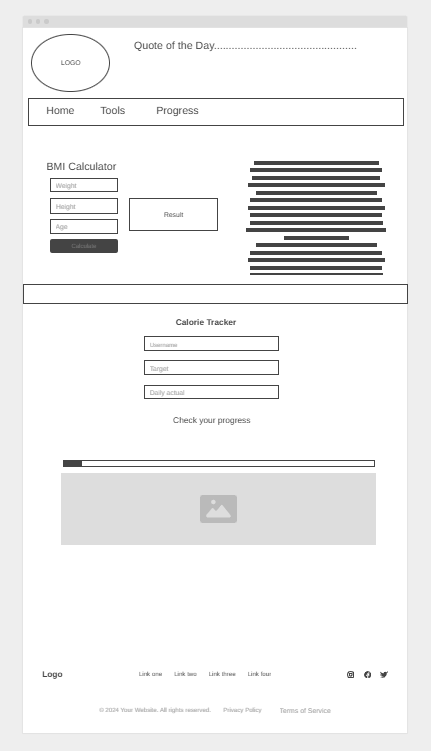 Quote of the Day................................................
LOGO
Home Tools Progress
BMI Calculator
Weight
Height
Age
Calculate
Result
Calorie Tracker
Username
Target
Daily actual
Check your progress
Logo Link one Link two Link three Link four
© 2024 Your Website. All rights reserved. Privacy Policy Terms of Service